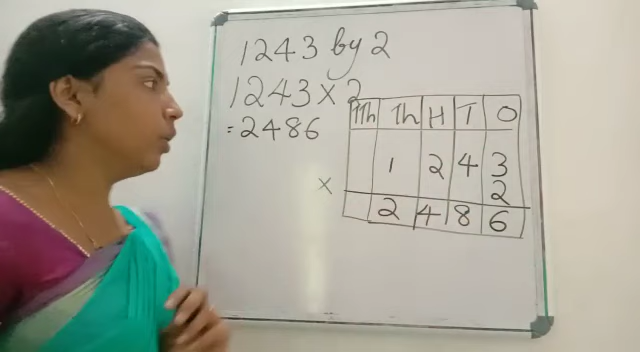 1243 by 2
1243 x 2
= 2486
TTh Th H T O
1 2 4 3
x 2
2 4 8 6